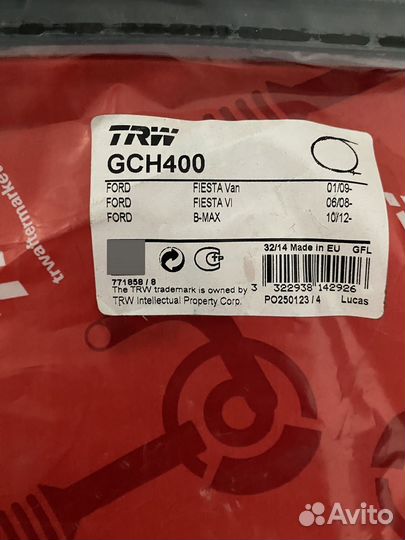 TRW
GCH400
FORD FIESTA Van 01/09-
FORD FIESTA VI 06/08-
FORD B-MAX 10/12-
32/14 Made in EU GFL
771858 / 8
The TRW trademark is owned by
TRW Intellectual Property Corp.
3 322938 142926
PO250123 / 4 Lucas
trwaftermarket
Avito